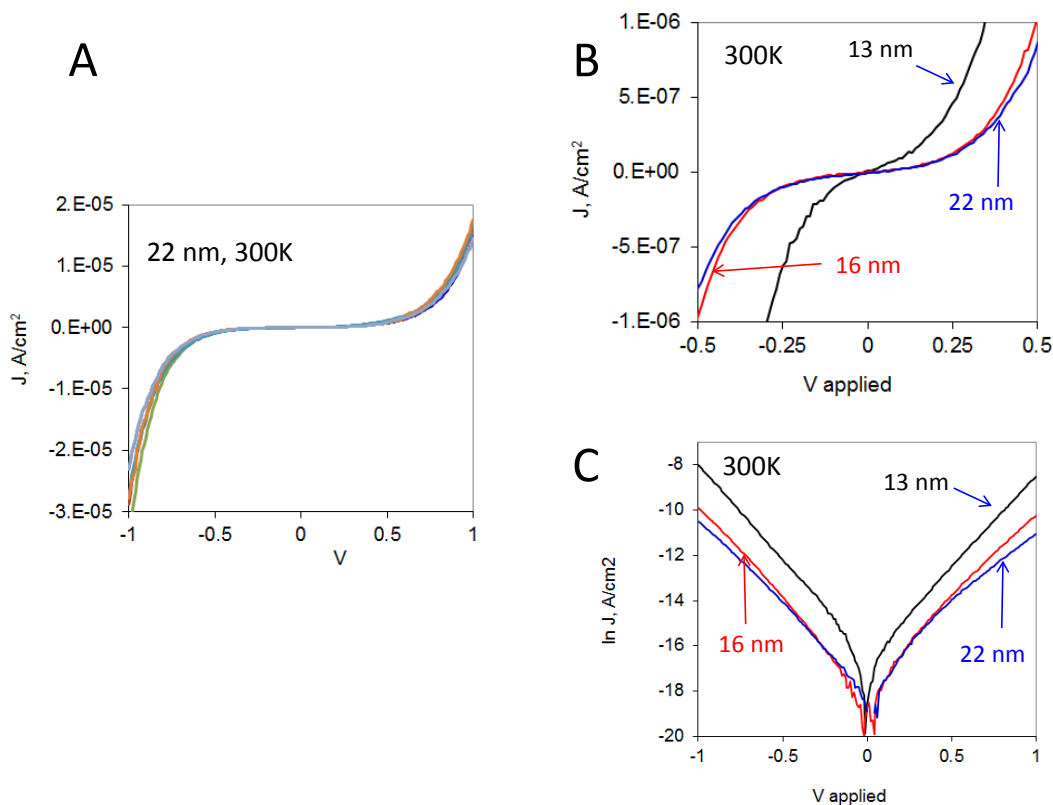 A
22 nm, 300K
2.E-05
1.E-05
0.E+00
-1.E-05
-2.E-05
-3.E-05
-1
-0.5
0
0.5
1
J, A/cm²
V
B
300K
13 nm
22 nm
16 nm
1.E-06
5.E-07
0.E+00
-5.E-07
-1.E-06
-0.5
-0.25
0
0.25
0.5
J, A/cm²
V applied
C
300K
13 nm
16 nm
22 nm
-8
-10
-12
-14
-16
-18
-20
-1
-0.5
0
0.5
1
ln J, A/cm2
V applied